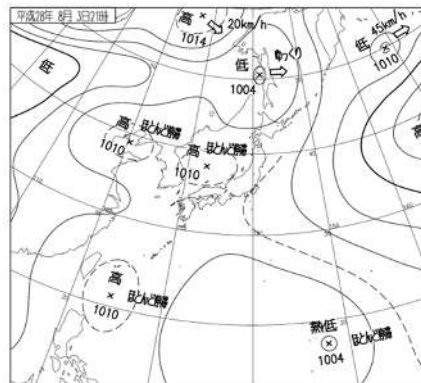 平成28年 8月 3日21時
高
20km/h
1014
低
ゆっくり
1004
45km/h
低
1010
低
高
ほとんど停滞
1010
高
ほとんど停滞
1010
高
高
ほとんど停滞
1010
熱低
ほとんど停滞
1004